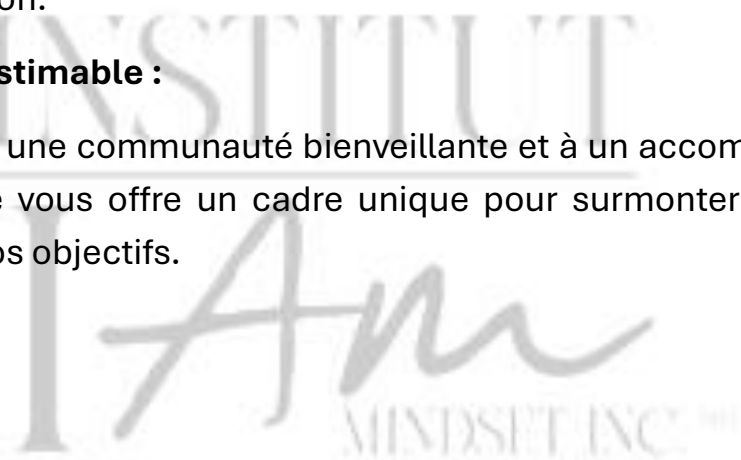 on.
stimable :
une communauté bienveillante et à un accom
vous offre un cadre unique pour surmonter
os objectifs.
INSTITUT
I Am
MINDSET INC.